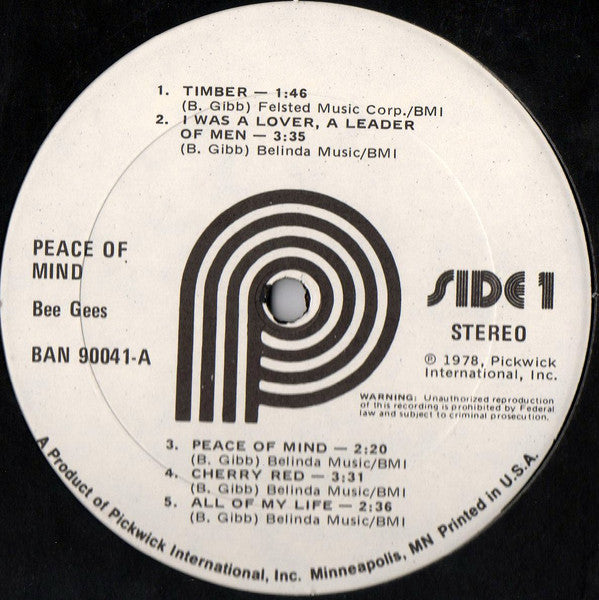 1. TIMBER — 1:46
(B. Gibb) Felsted Music Corp./BMI
2. I WAS A LOVER, A LEADER
OF MEN — 3:35
(B. Gibb) Belinda Music/BMI
PEACE OF
MIND
Bee Gees
BAN 90041-A
SIDE 1
STEREO
℗ 1978, Pickwick
International, Inc.
WARNING: Unauthorized reproduction
of this recording is prohibited by Federal
law and subject to criminal prosecution.
3. PEACE OF MIND — 2:20
(B. Gibb) Belinda Music/BMI
4. CHERRY RED — 3:31
(B. Gibb) Belinda Music/BMI
5. ALL OF MY LIFE — 2:36
(B. Gibb) Belinda Music/BMI
A Product of Pickwick International, Inc. Minneapolis, MN Printed in U.S.A.